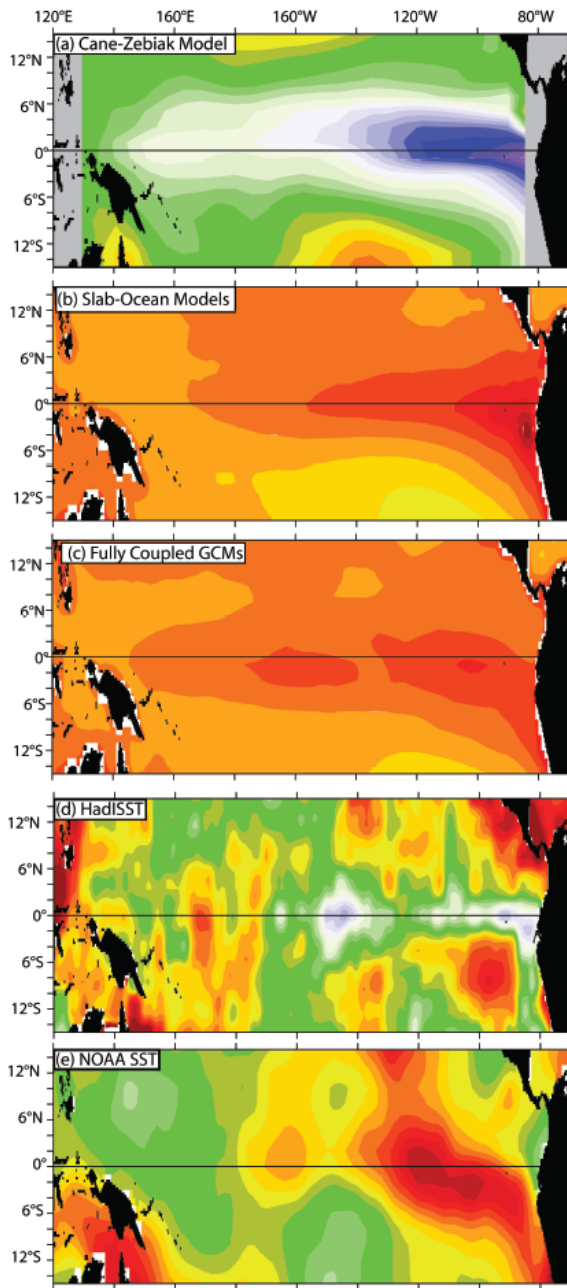 120°E 160°E 160°W 120°W 80°W
(a) Cane-Zebiak Model
12°N
6°N
0°
6°S
12°S
(b) Slab-Ocean Models
12°N
6°N
0°
6°S
12°S
(c) Fully Coupled GCMs
12°N
6°N
0°
6°S
12°S
(d) HadISST
12°N
6°N
0°
6°S
12°S
(e) NOAA SST
12°N
6°N
0°
6°S
12°S